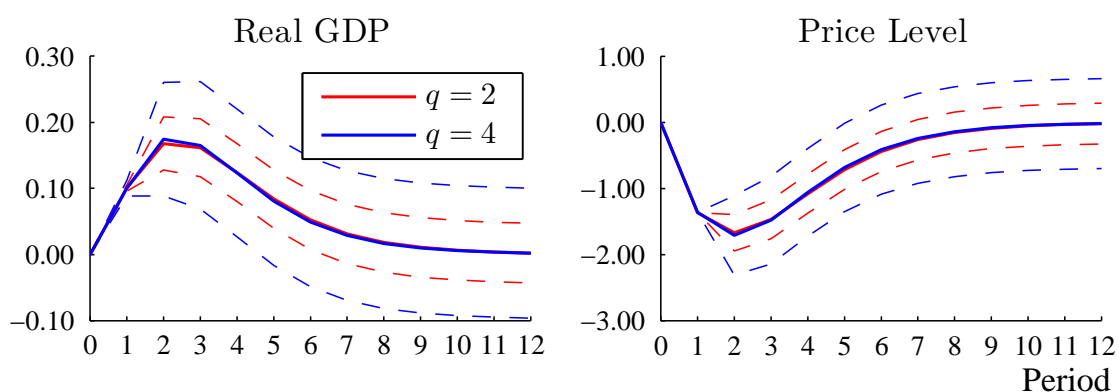 Real GDP
0.30
0.20
0.10
0.00
−0.10
0 1 2 3 4 5 6 7 8 9 10 11 12
q = 2
q = 4
Price Level
1.00
0.00
−1.00
−2.00
−3.00
0 1 2 3 4 5 6 7 8 9 10 11 12
Period